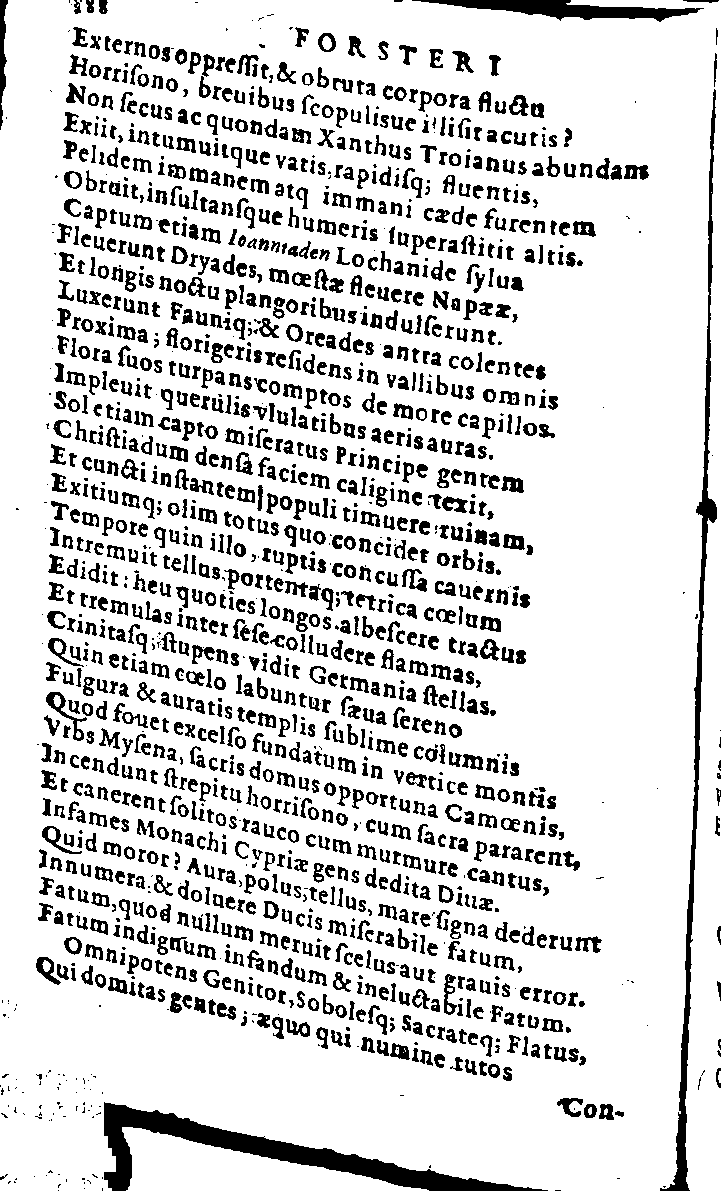 188
FORSTERI
Externos oppreſſit, & obruta corpora fluctu
Horriſono, breuibus ſcopulisue illiſit acutis?
Non ſecus ac quondam Xanthus Troianus abundans
Exiit, intumuitque vatis, rapidiſq; fluentis,
Pelidem immanem atq immani cæde furentem
Obruit, inſultanſque humeris ſuperaſtitit altis.
Captum etiam Ioanniaden Lochanide ſylua
Fleuerunt Dryades, mœſtæ fleuere Napææ,
Et longis noctu plangoribus indulſerunt.
Luxerunt Fauniq; & Oreades antra colentes
Proxima; florigeris reſidens in vallibus omnis
Flora ſuos turpans comptos de more capillos.
Impleuit querulis vlulatibus aeris auras.
Sol etiam capto miſeratus Principe gentem
Chriſtiadum denſa faciem caligine texit,
Et cuncti inſtantem populi timuere ruinam,
Exitiumq; olim totus quo concidet orbis.
Tempore quin illo, ruptis concuſſa cauernis
Intremuit tellus portentaq; tetrica cœlum
Edidit: heu quoties longos albeſcere tractus
Et tremulas inter ſeſe colludere flammas,
Crinitaſq; ſtupens vidit Germania ſtellas.
Quin etiam cœlo labuntur ſæua ſereno
Fulgura & auratis templis ſublime columnis
Quod fouet excelſo fundatum in vertice montis
Vrbs Myſena, ſacris domus opportuna Camœnis,
Incendunt ſtrepitu horriſono, cum ſacra pararent,
Et canerent ſolitos rauco cum murmure cantus,
Infames Monachi Cypriæ gens dedita Diuæ.
Quid moror? Aura, polus, tellus, mare ſigna dederunt
Innumera & doluere Ducis miſerabile fatum,
Fatum, quod nullum meruit ſcelus aut grauis error.
Fatum indignum infandum & ineluctabile Fatum.
Omnipotens Genitor, Soboleſq; Sacrateq; Flatus,
Qui domitas gentes; æquo qui numine tutos
Con-